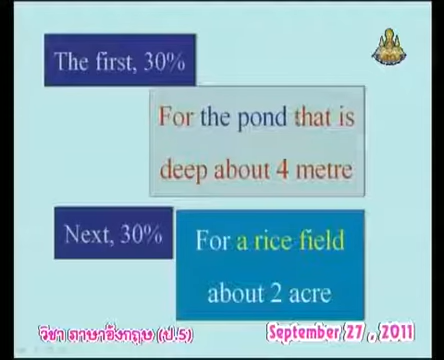 The first, 30%
For the pond that is
deep about 4 metre
Next, 30%
For a rice field
about 2 acre
วิชา ภาษาอังกฤษ (ป.5)
September 27 , 2011